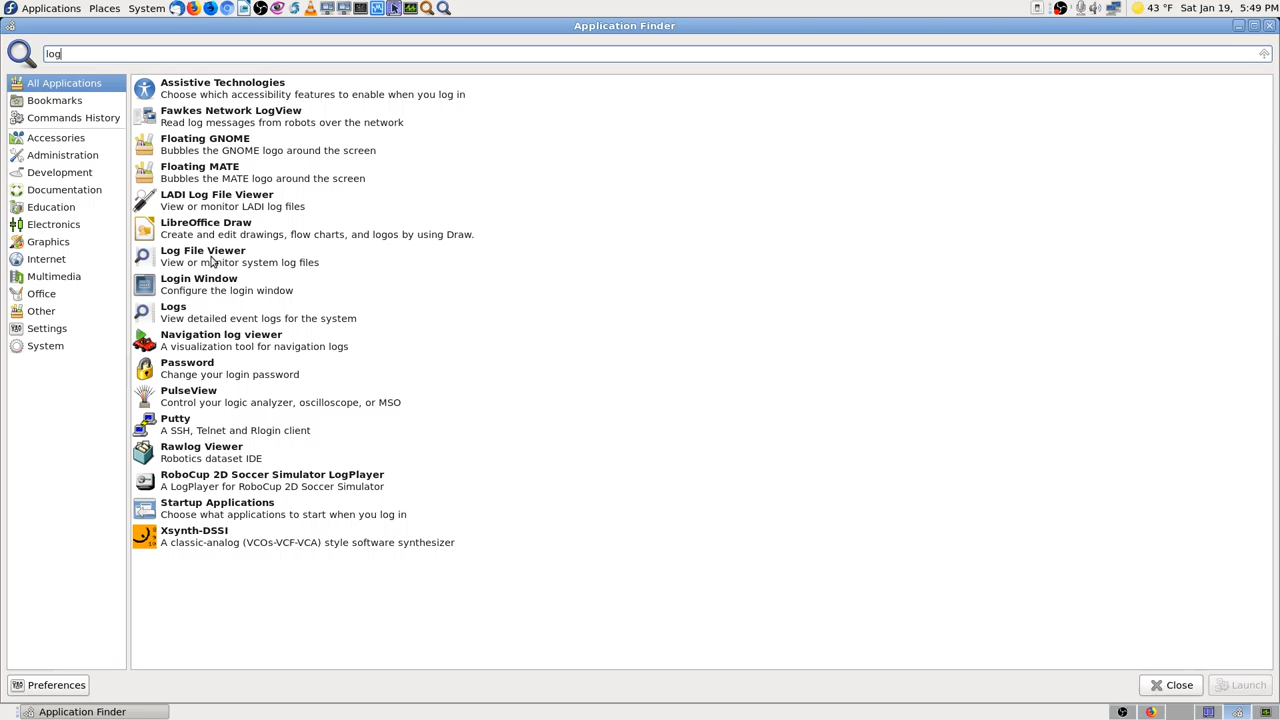 Applications Places System 43 °F Sat Jan 19, 5:49 PM
Application Finder
log
All Applications
Bookmarks
Commands History
Accessories
Administration
Development
Documentation
Education
Electronics
Graphics
Internet
Multimedia
Office
Other
Settings
System
Assistive Technologies
Choose which accessibility features to enable when you log in
Fawkes Network LogView
Read log messages from robots over the network
Floating GNOME
Bubbles the GNOME logo around the screen
Floating MATE
Bubbles the MATE logo around the screen
LADI Log File Viewer
View or monitor LADI log files
LibreOffice Draw
Create and edit drawings, flow charts, and logos by using Draw.
Log File Viewer
View or monitor system log files
Login Window
Configure the login window
Logs
View detailed event logs for the system
Navigation log viewer
A visualization tool for navigation logs
Password
Change your login password
PulseView
Control your logic analyzer, oscilloscope, or MSO
Putty
A SSH, Telnet and Rlogin client
Rawlog Viewer
Robotics dataset IDE
RoboCup 2D Soccer Simulator LogPlayer
A LogPlayer for RoboCup 2D Soccer Simulator
Startup Applications
Choose what applications to start when you log in
Xsynth-DSSI
A classic-analog (VCOs-VCF-VCA) style software synthesizer
Preferences
Close
Launch
Application Finder